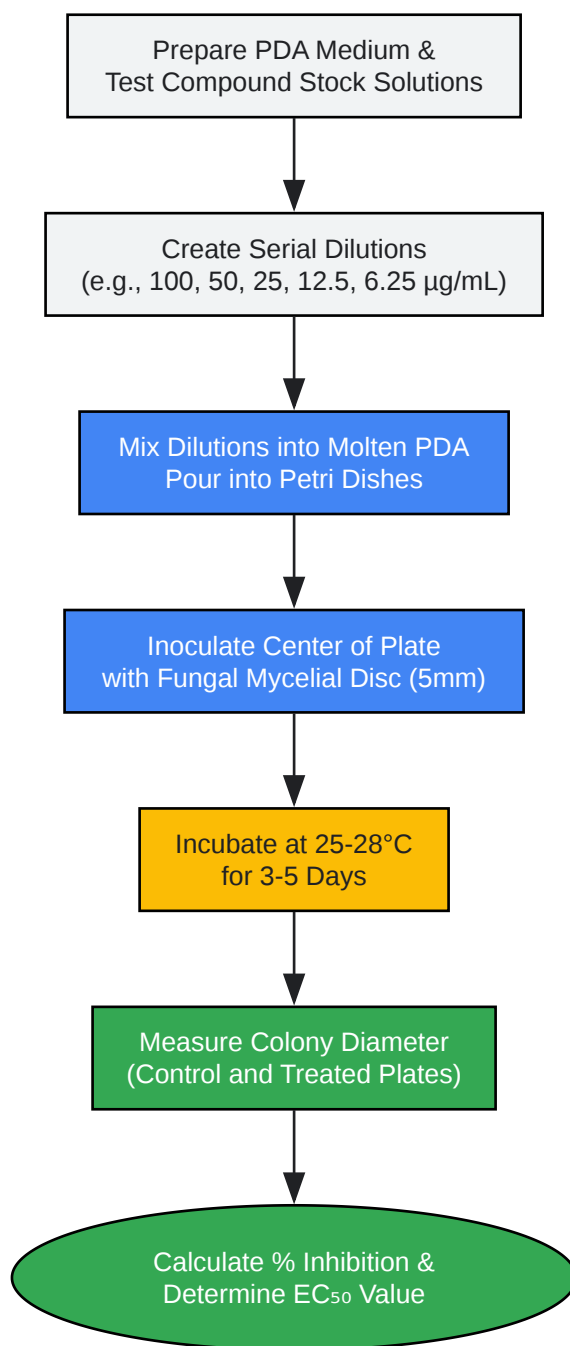 Prepare PDA Medium &
Test Compound Stock Solutions
Create Serial Dilutions
(e.g., 100, 50, 25, 12.5, 6.25 µg/mL)
Mix Dilutions into Molten PDA
Pour into Petri Dishes
Inoculate Center of Plate
with Fungal Mycelial Disc (5mm)
Incubate at 25-28°C
for 3-5 Days
Measure Colony Diameter
(Control and Treated Plates)
Calculate % Inhibition &
Determine EC₅₀ Value